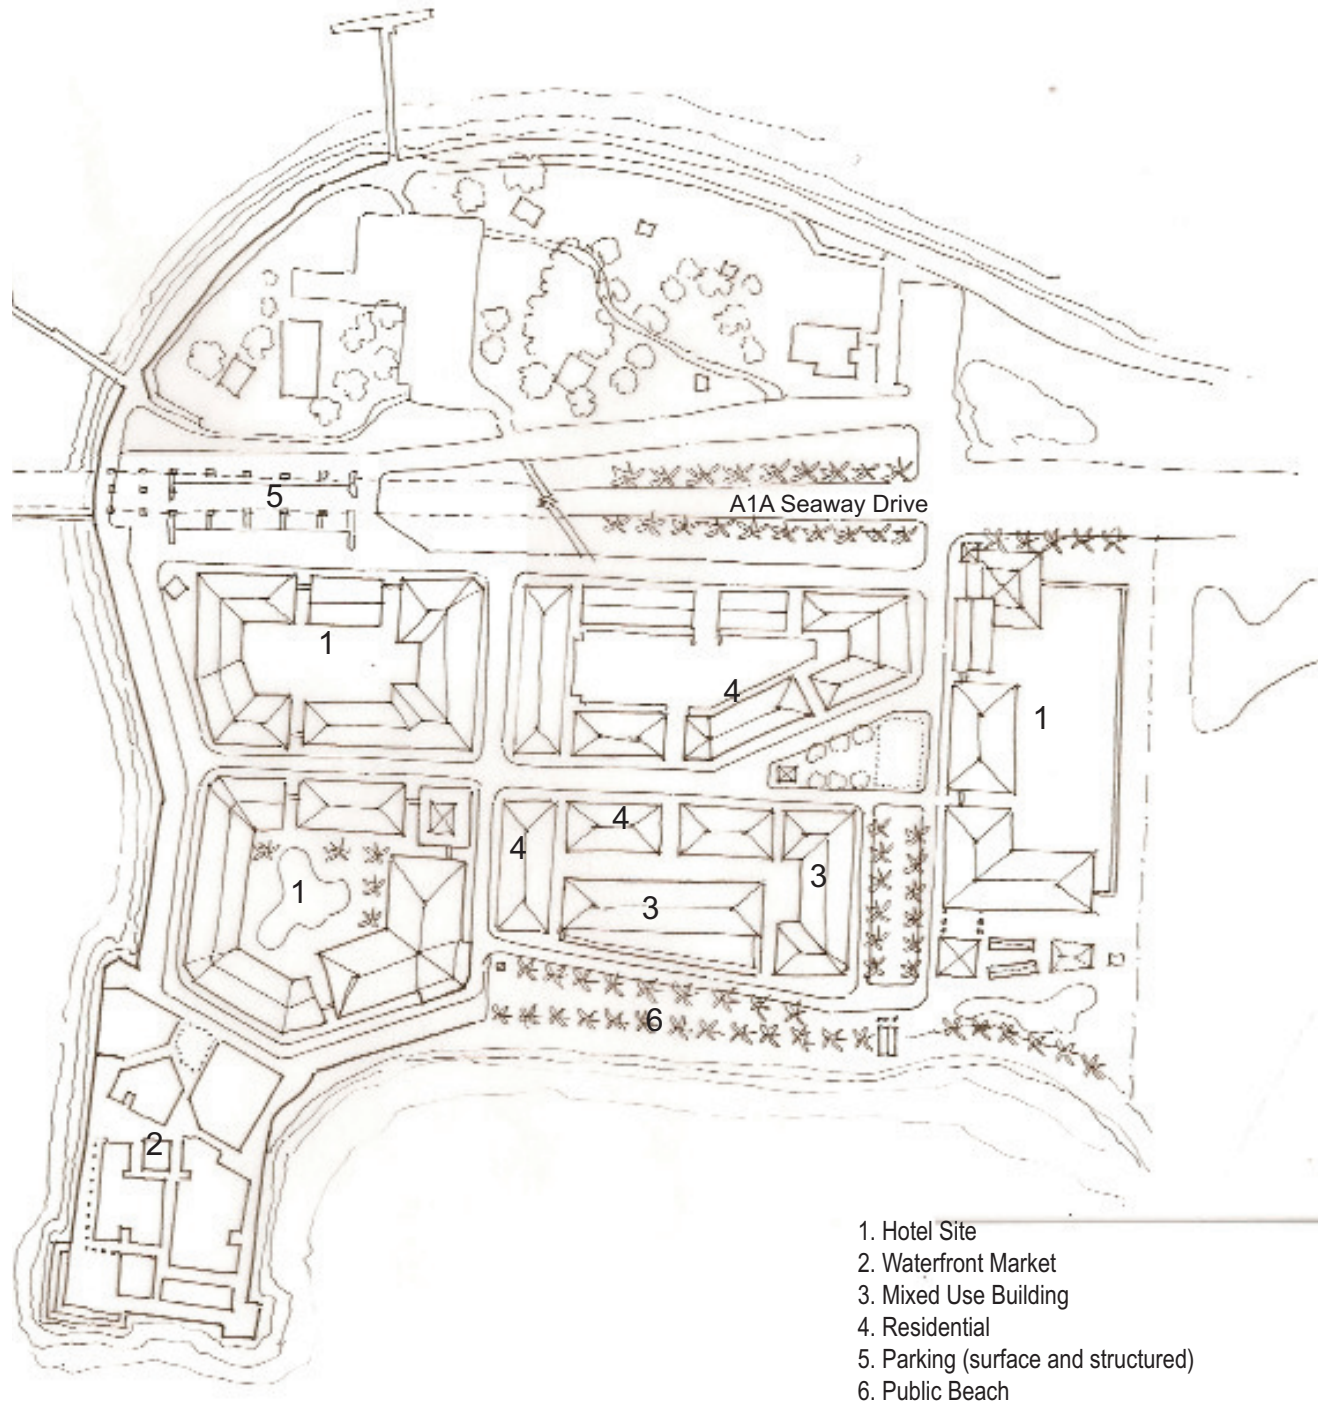 5
A1A Seaway Drive
1
4
1
4
4
3
1
3
6
2
1. Hotel Site
2. Waterfront Market
3. Mixed Use Building
4. Residential
5. Parking (surface and structured)
6. Public Beach